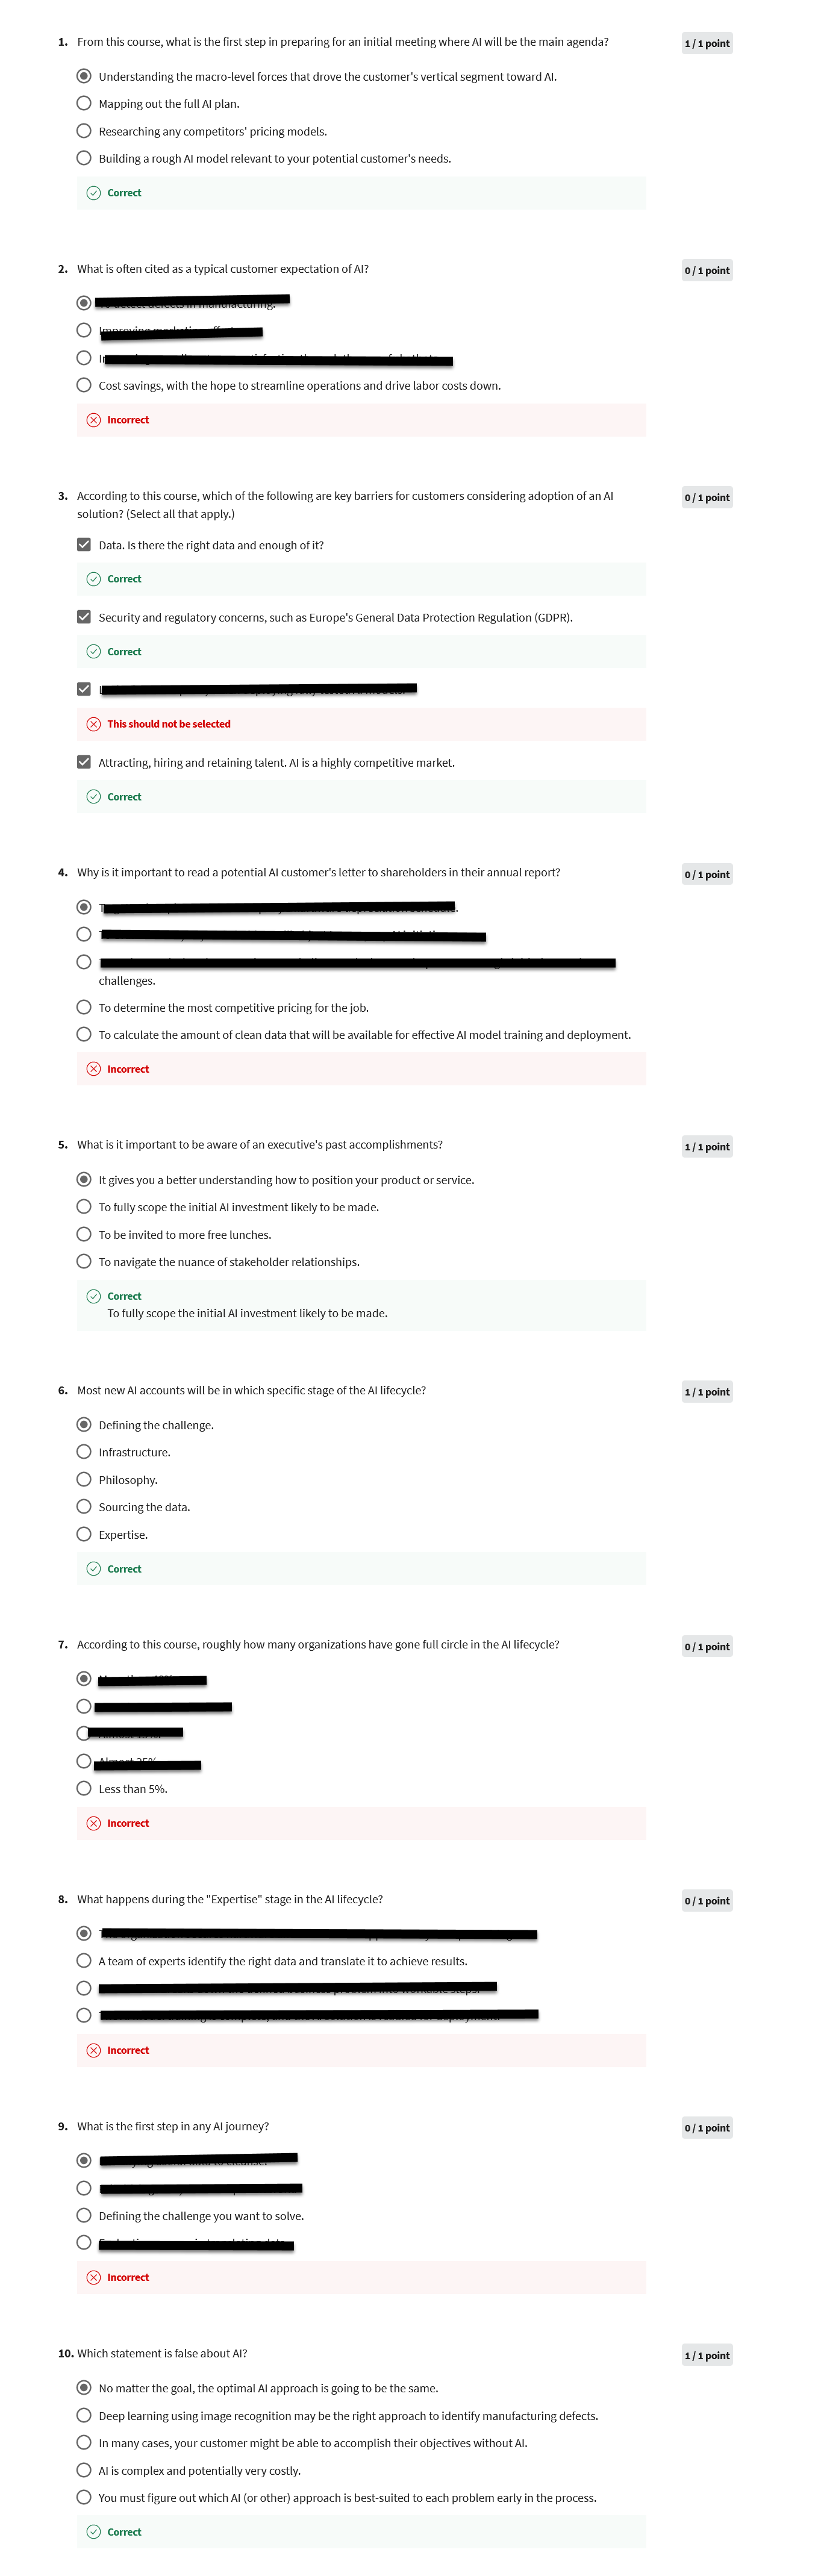 1. From this course, what is the first step in preparing for an initial meeting where AI will be the main agenda?
1 / 1 point
Understanding the macro-level forces that drove the customer's vertical segment toward AI.
Mapping out the full AI plan.
Researching any competitors' pricing models.
Building a rough AI model relevant to your potential customer's needs.
Correct
2. What is often cited as a typical customer expectation of AI?
0 / 1 point
Cost savings, with the hope to streamline operations and drive labor costs down.
Incorrect
3. According to this course, which of the following are key barriers for customers considering adoption of an AI
solution? (Select all that apply.)
0 / 1 point
Data. Is there the right data and enough of it?
Correct
Security and regulatory concerns, such as Europe's General Data Protection Regulation (GDPR).
Correct
This should not be selected
Attracting, hiring and retaining talent. AI is a highly competitive market.
Correct
4. Why is it important to read a potential AI customer's letter to shareholders in their annual report?
0 / 1 point
challenges.
To determine the most competitive pricing for the job.
To calculate the amount of clean data that will be available for effective AI model training and deployment.
Incorrect
5. What is it important to be aware of an executive's past accomplishments?
1 / 1 point
It gives you a better understanding how to position your product or service.
To fully scope the initial AI investment likely to be made.
To be invited to more free lunches.
To navigate the nuance of stakeholder relationships.
Correct
To fully scope the initial AI investment likely to be made.
6. Most new AI accounts will be in which specific stage of the AI lifecycle?
1 / 1 point
Defining the challenge.
Infrastructure.
Philosophy.
Sourcing the data.
Expertise.
Correct
7. According to this course, roughly how many organizations have gone full circle in the AI lifecycle?
0 / 1 point
Less than 5%.
Incorrect
8. What happens during the "Expertise" stage in the AI lifecycle?
0 / 1 point
A team of experts identify the right data and translate it to achieve results.
Incorrect
9. What is the first step in any AI journey?
0 / 1 point
Defining the challenge you want to solve.
Incorrect
10. Which statement is false about AI?
1 / 1 point
No matter the goal, the optimal AI approach is going to be the same.
Deep learning using image recognition may be the right approach to identify manufacturing defects.
In many cases, your customer might be able to accomplish their objectives without AI.
AI is complex and potentially very costly.
You must figure out which AI (or other) approach is best-suited to each problem early in the process.
Correct